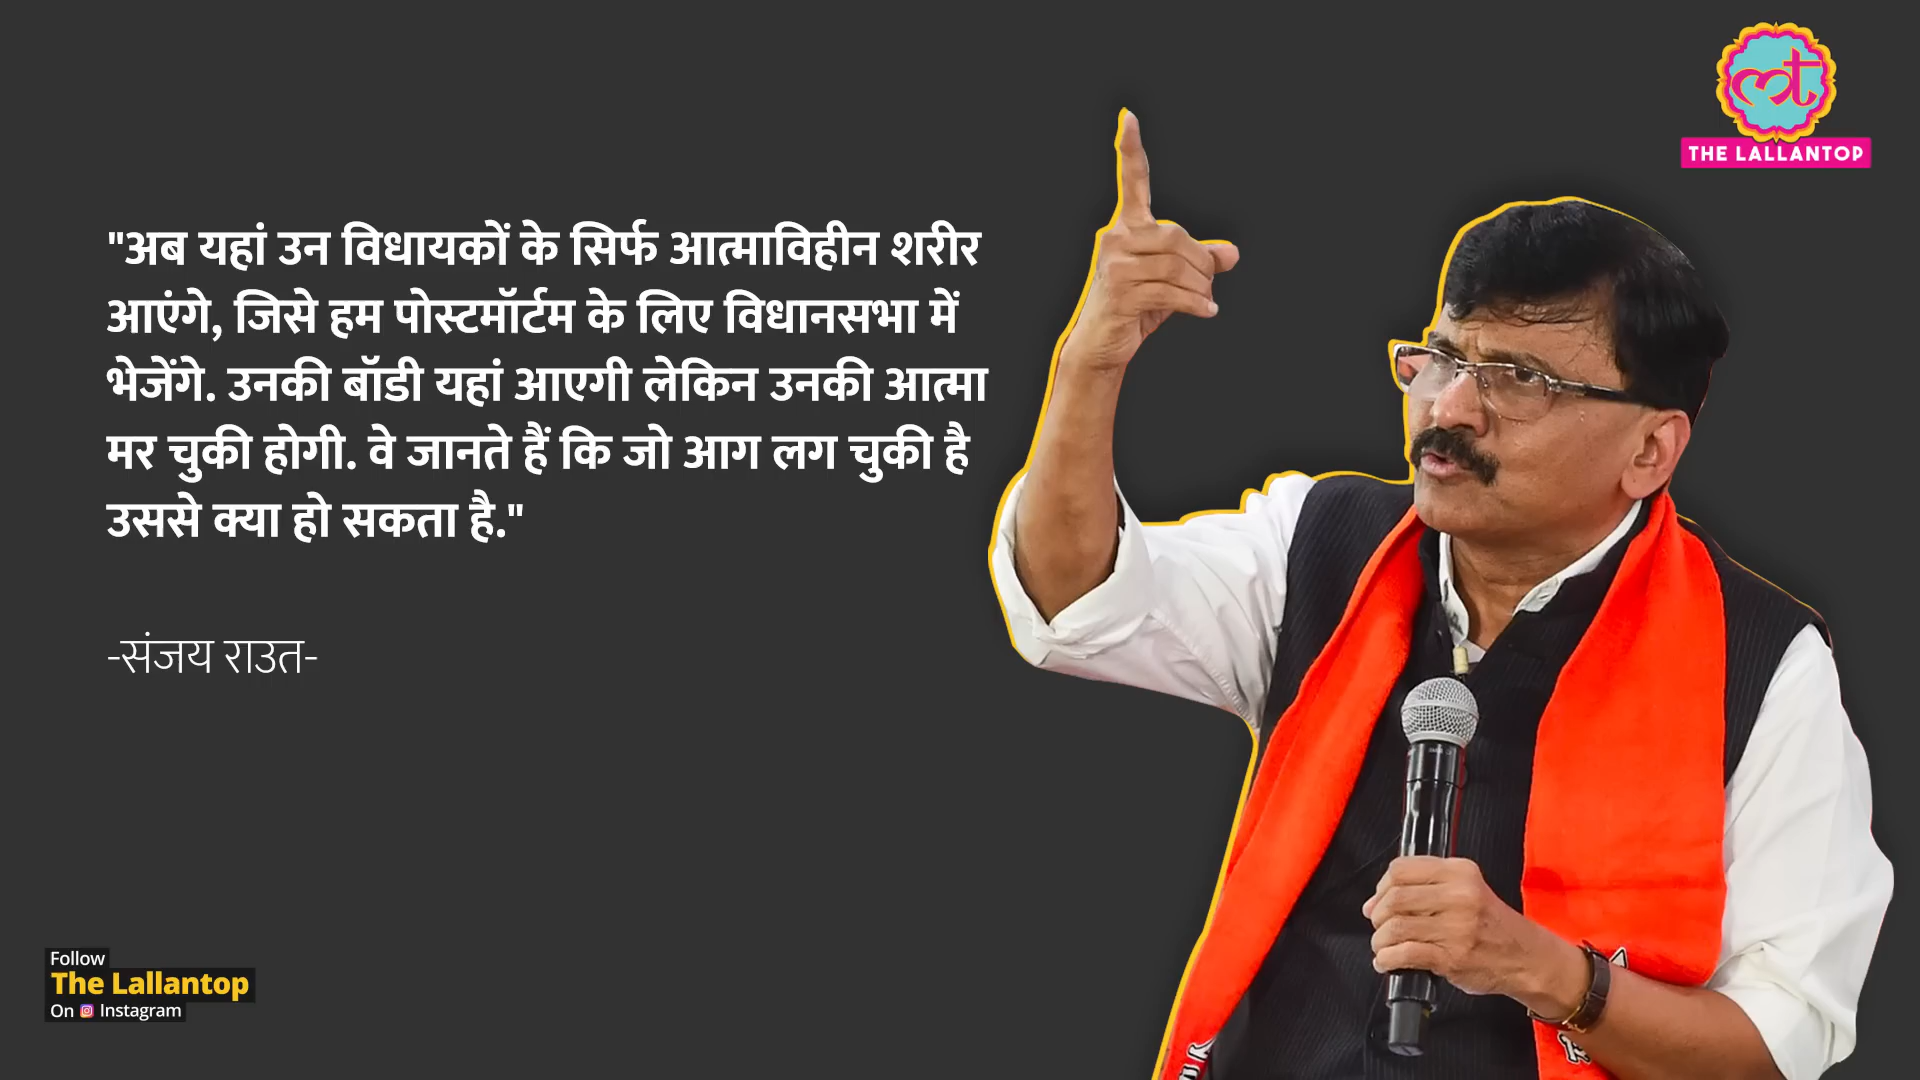 THE LALLANTOP
"अब यहां उन विधायकों के सिर्फ आत्माविहीन शरीर
आएंगे, जिसे हम पोस्टमॉर्टम के लिए विधानसभा में
भेजेंगे. उनकी बॉडी यहां आएगी लेकिन उनकी आत्मा
मर चुकी होगी. वे जानते हैं कि जो आग लग चुकी है
उससे क्या हो सकता है."
-संजय राउत-
Follow
The Lallantop
On Instagram